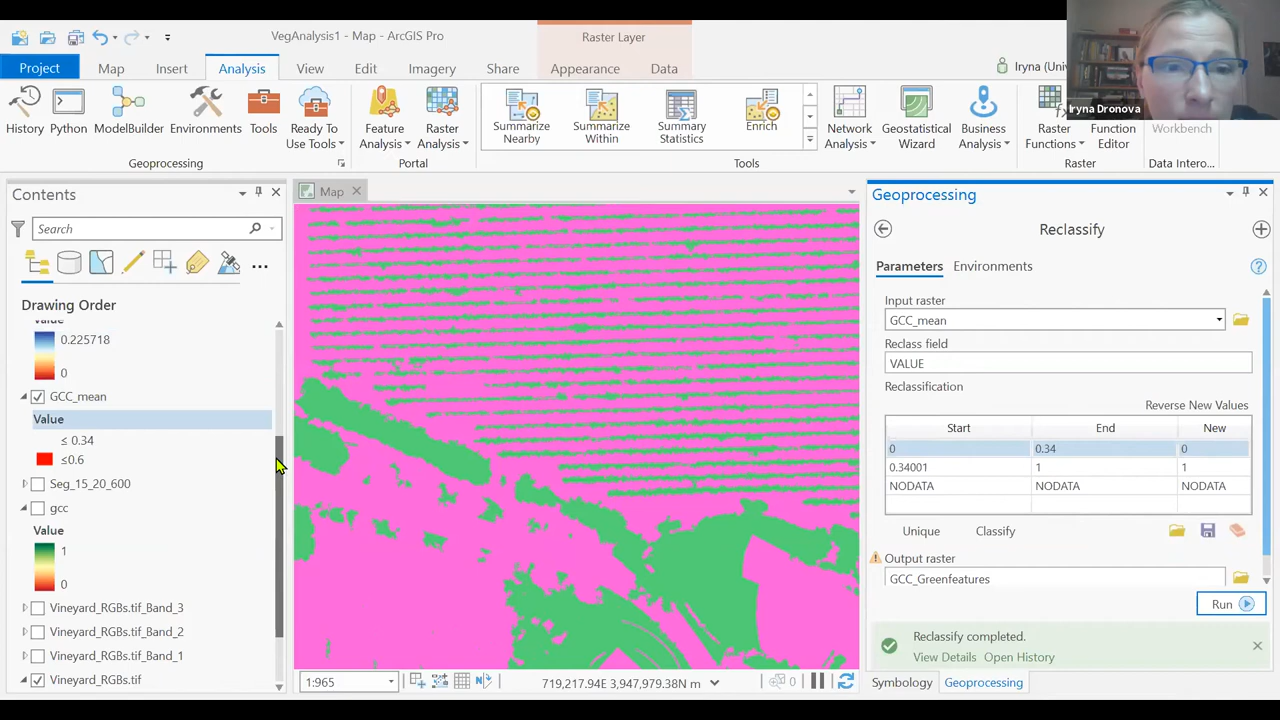 VegAnalysis1 - Map - ArcGIS Pro
Raster Layer
Project
Map
Insert
Analysis
View
Edit
Imagery
Share
Appearance
Data
Iryna (Uni
Iryna Dronova
History
Python
ModelBuilder
Environments
Tools
Ready To
Use Tools
Feature
Analysis
Raster
Analysis
Summarize
Nearby
Summarize
Within
Summary
Statistics
Enrich
Network
Analysis
Geostatistical
Wizard
Business
Analysis
Raster
Functions
Function
Editor
Workbench
Geoprocessing
Portal
Tools
Raster
Data Intero...
Contents
Search
Drawing Order
Value
0.225718
0
GCC_mean
Value
≤ 0.34
≤0.6
Seg_15_20_600
gcc
Value
1
0
Vineyard_RGBs.tif_Band_3
Vineyard_RGBs.tif_Band_2
Vineyard_RGBs.tif_Band_1
Vineyard_RGBs.tif
Map
1:965
719,217.94E 3,947,979.38N m
0
Geoprocessing
Reclassify
Parameters
Environments
Input raster
GCC_mean
Reclass field
VALUE
Reclassification
Reverse New Values
Start End New
0 0.34 0
0.34001 1 1
NODATA NODATA NODATA
Unique
Classify
Output raster
GCC_Greenfeatures
Run
Reclassify completed.
View Details Open History
Symbology
Geoprocessing